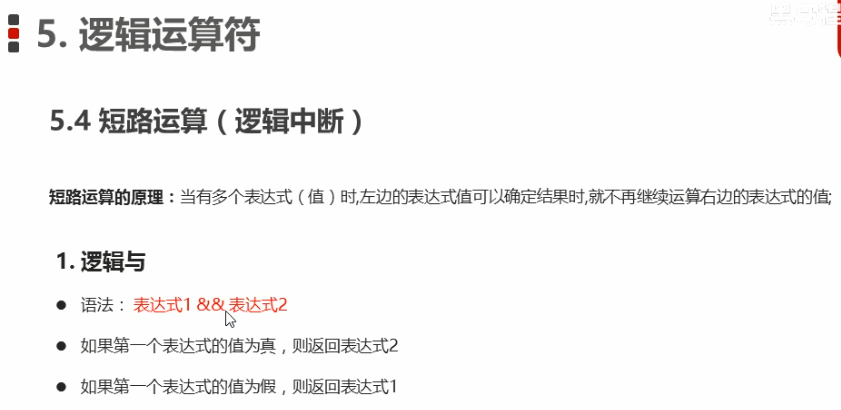 5. 逻辑运算符
5.4 短路运算（逻辑中断）
短路运算的原理：当有多个表达式（值）时,左边的表达式值可以确定结果时,就不再继续运算右边的表达式的值;
1. 逻辑与
● 语法： 表达式1 && 表达式2
● 如果第一个表达式的值为真，则返回表达式2
● 如果第一个表达式的值为假，则返回表达式1